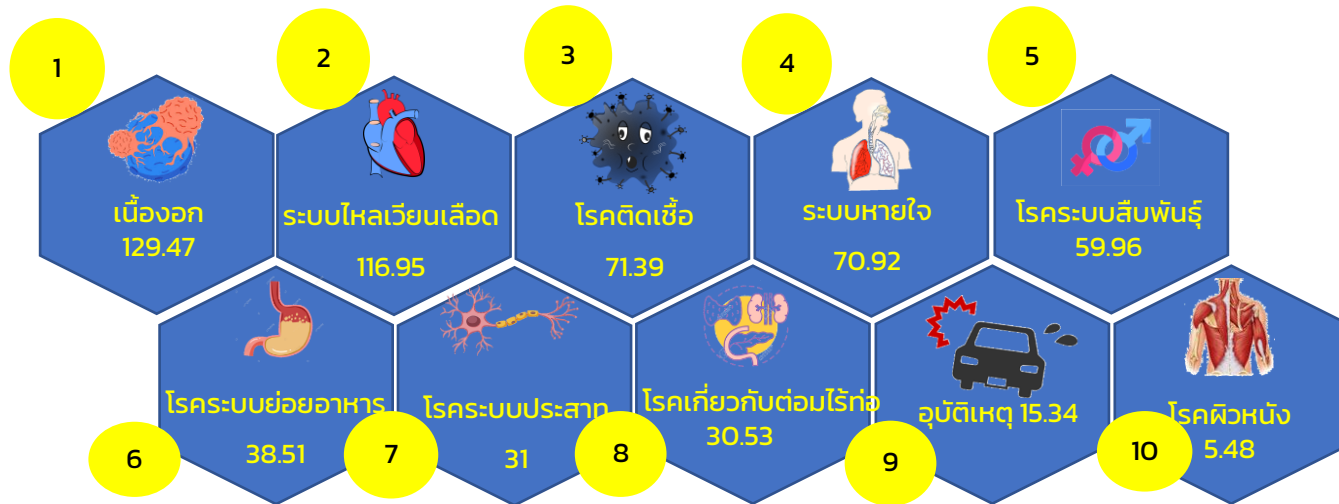 1
เนื้องอก
129.47
2
ระบบไหลเวียนเลือด
116.95
3
โรคติดเชื้อ
71.39
4
ระบบหายใจ
70.92
5
โรคระบบสืบพันธุ์
59.96
6
โรคระบบย่อยอาหาร
38.51
7
โรคระบบประสาท
31
8
โรคเกี่ยวกับต่อมไร้ท่อ
30.53
9
อุบัติเหตุ 15.34
10
โรคผิวหนัง
5.48